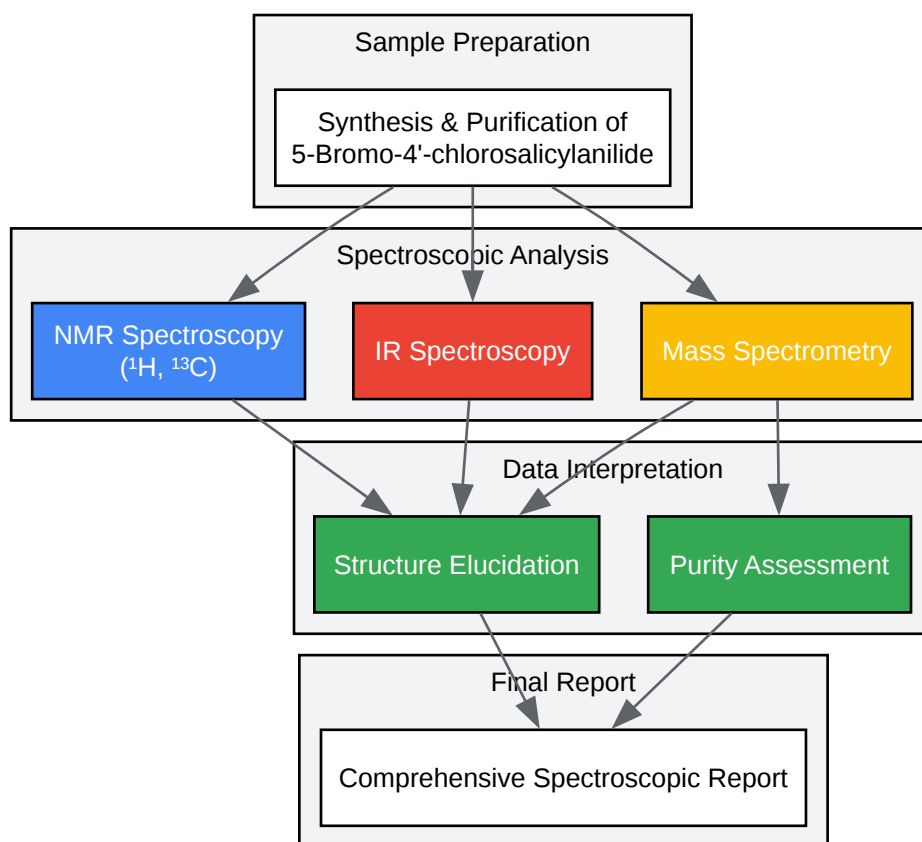 Sample Preparation
Synthesis & Purification of
5-Bromo-4'-chlorosalicylanilide
Spectroscopic Analysis
NMR Spectroscopy
(¹H, ¹³C)
IR Spectroscopy
Mass Spectrometry
Data Interpretation
Structure Elucidation
Purity Assessment
Final Report
Comprehensive Spectroscopic Report